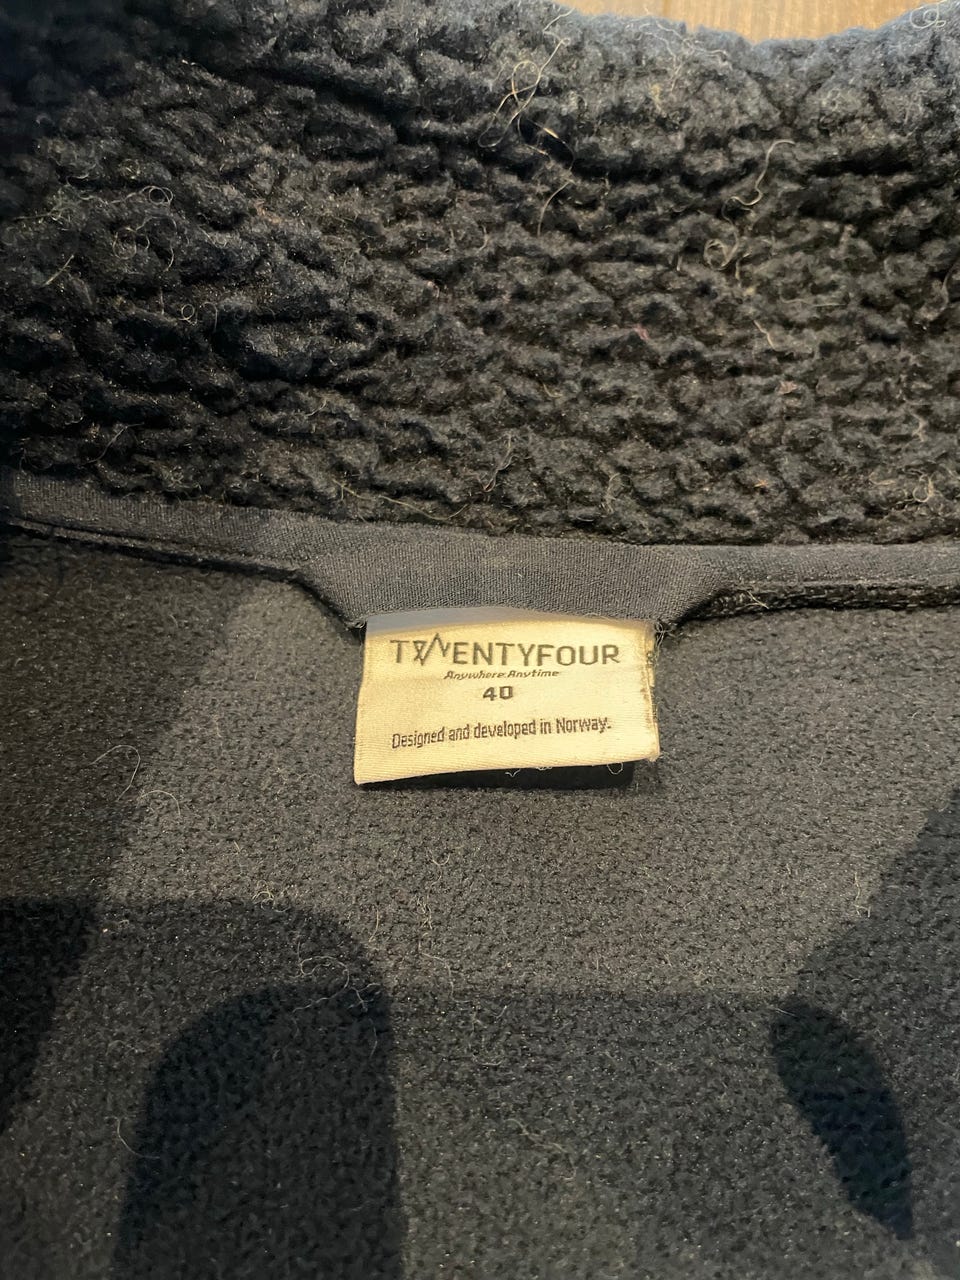 TWENTYFOUR
Anywhere Anytime
40
Designed and developed in Norway.